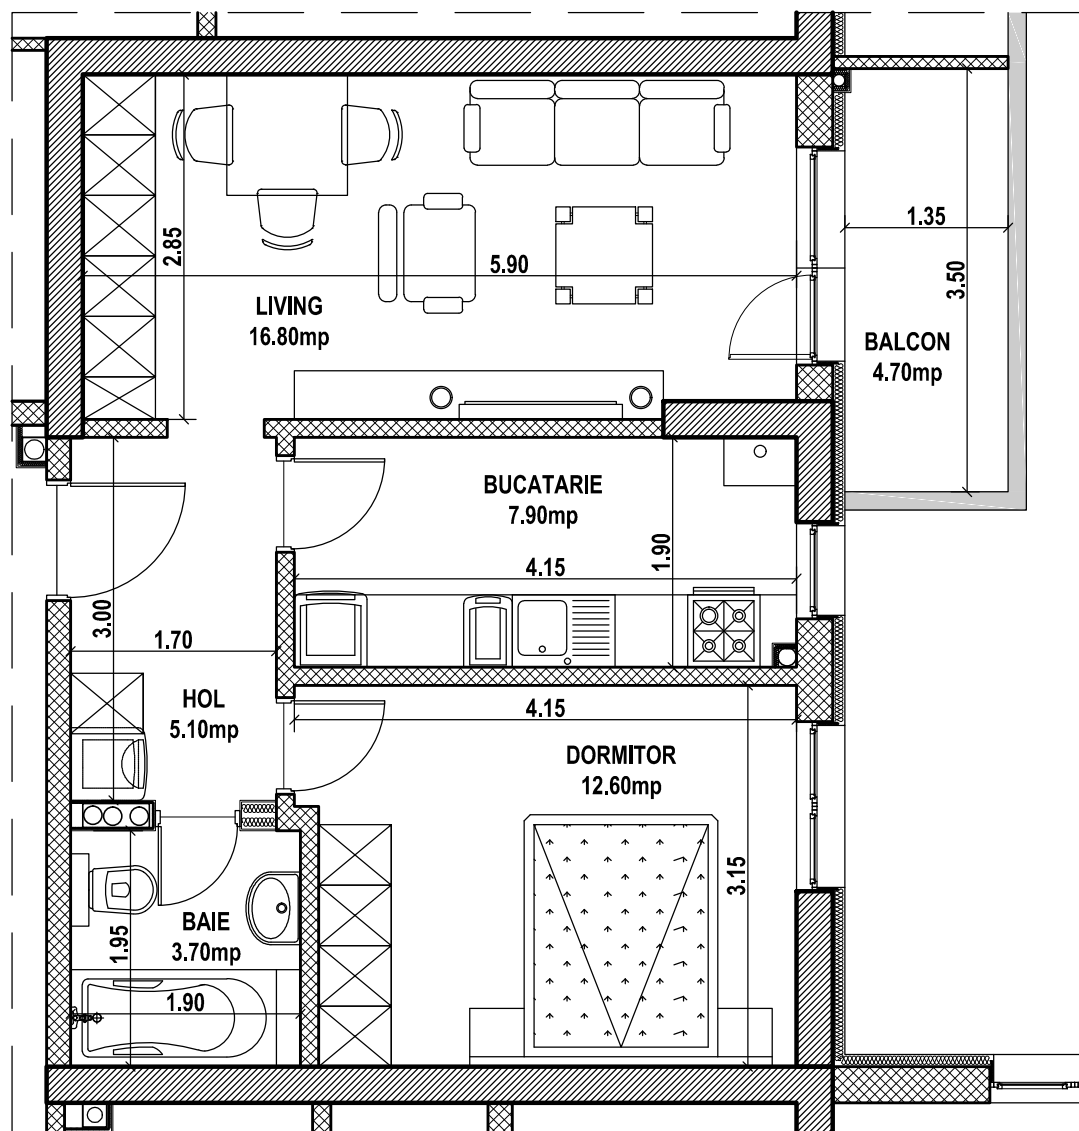 2.85
5.90
LIVING
16.80mp
1.35
3.50
BALCON
4.70mp
BUCATARIE
7.90mp
1.90
4.15
3.00
1.70
HOL
5.10mp
4.15
DORMITOR
12.60mp
3.15
BAIE
3.70mp
1.95
1.90